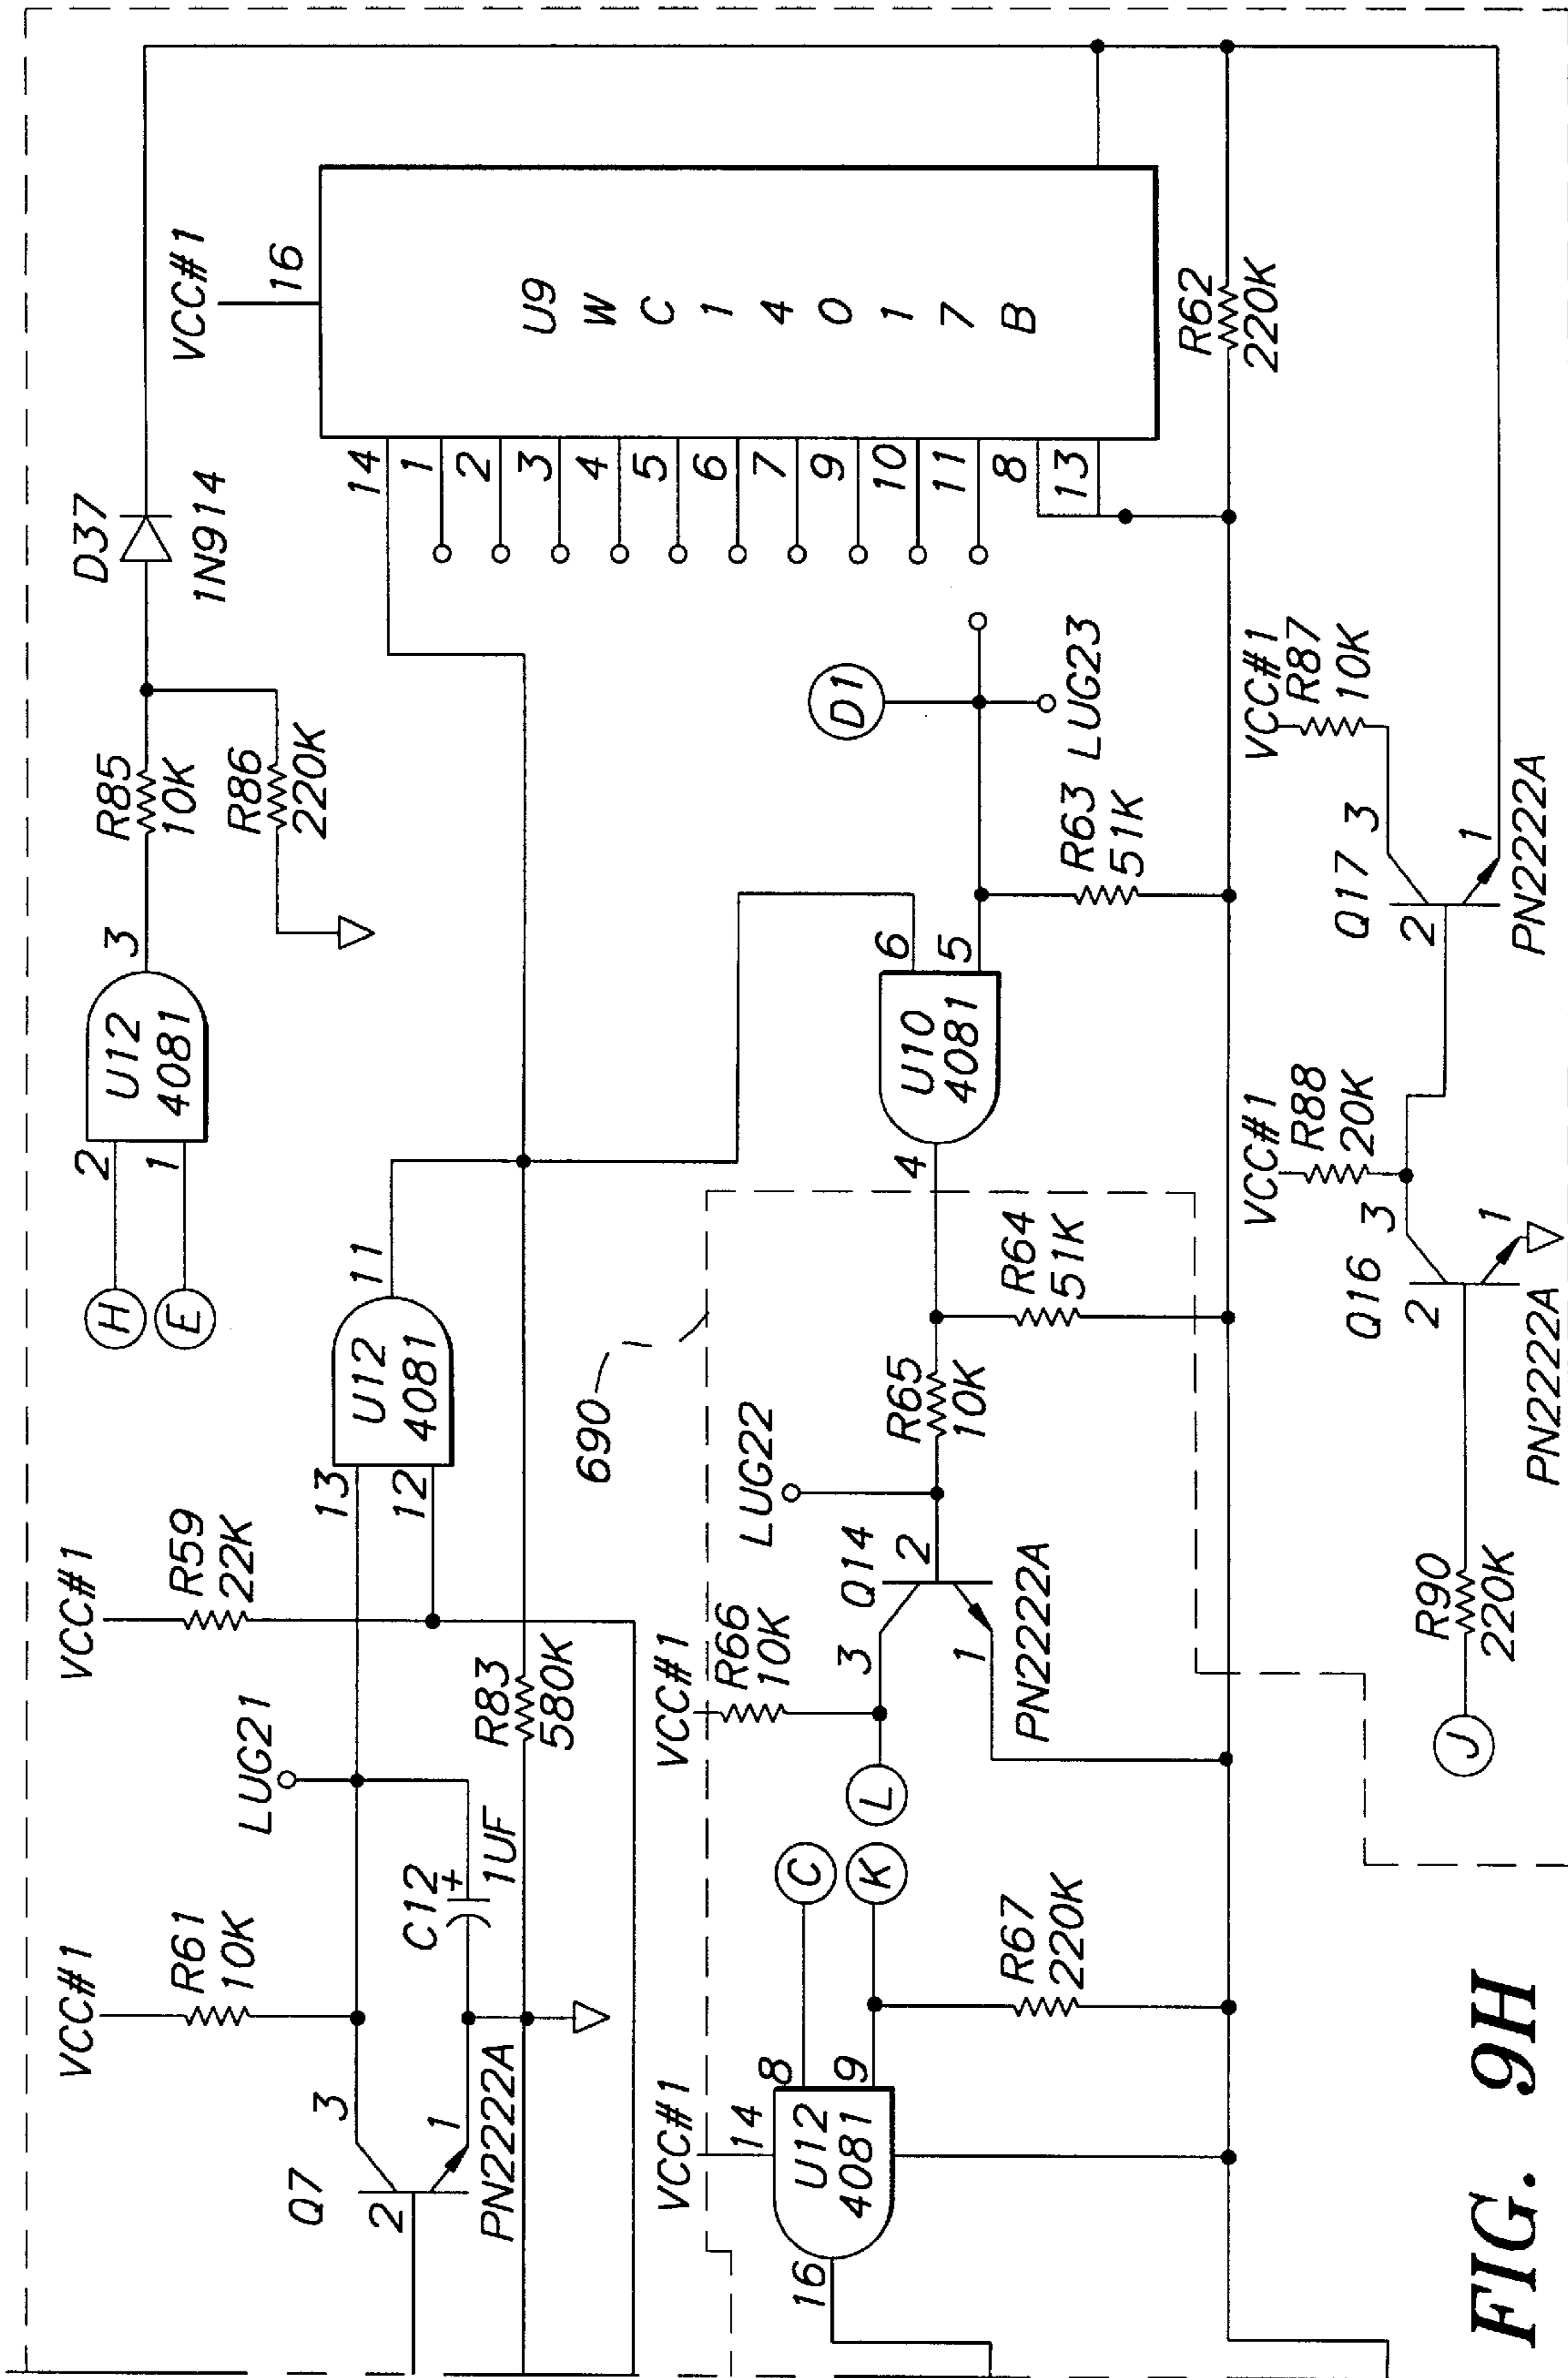 VCC#1
R61
10K
LUG21
VCC#1
R59
22K
H
E
2
1
U12
4081
3
R85
10K
R86
220K
D37
1N914
VCC#1
16
Q7
3
2
1
PN2222A
C12
+
1UF
R83
580K
13
12
U12
4081
11
14
1
2
3
4
5
6
7
9
10
11
8
13
U9
W
C
1
4
0
1
7
B
690
VCC#1
14
U12
4081
16
8
9
C
K
R67
220K
VCC#1
R66
10K
L
3
Q14
2
1
PN2222A
LUG22
R65
10K
R64
51K
4
U10
4081
6
5
D1
LUG23
R63
51K
R62
220K
J
R90
220K
Q16
3
2
1
PN2222A
VCC#1
R88
20K
Q17
3
2
1
PN2222A
VCC#1
R87
10K
FIG. 9H